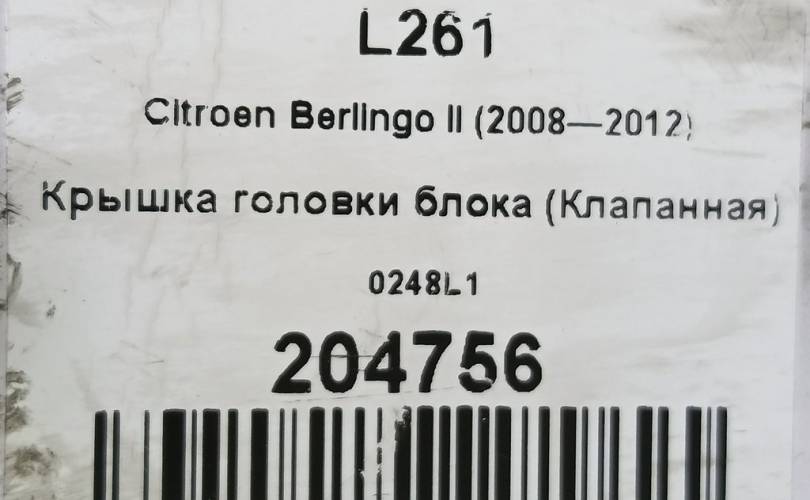 L261
Citroen Berlingo II (2008—2012)
Крышка головки блока (Клапанная)
0248L1
204756